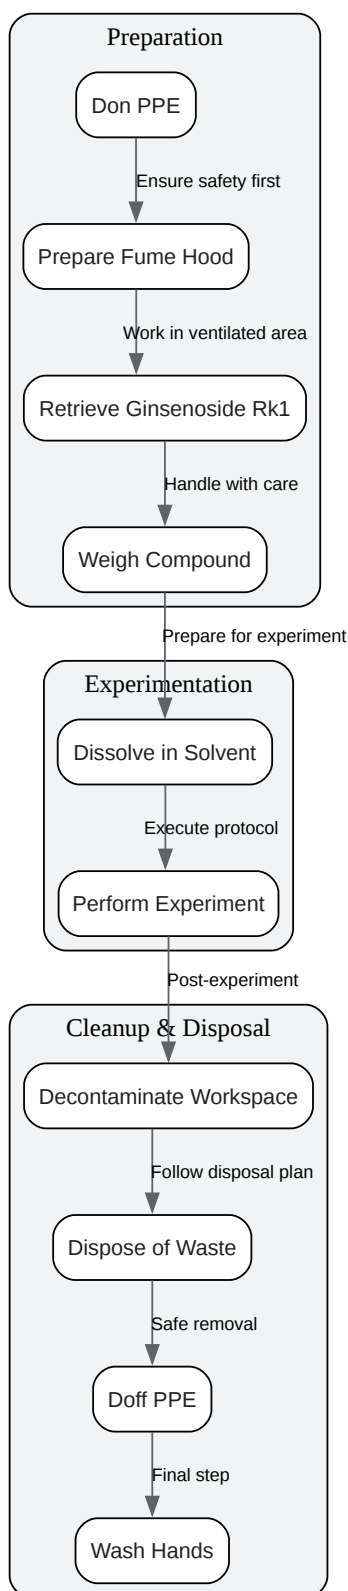 Preparation
Don PPE
Ensure safety first
Prepare Fume Hood
Work in ventilated area
Retrieve Ginsenoside Rk1
Handle with care
Weigh Compound
Prepare for experiment
Experimentation
Dissolve in Solvent
Execute protocol
Perform Experiment
Post-experiment
Cleanup & Disposal
Decontaminate Workspace
Follow disposal plan
Dispose of Waste
Safe removal
Doff PPE
Final step
Wash Hands